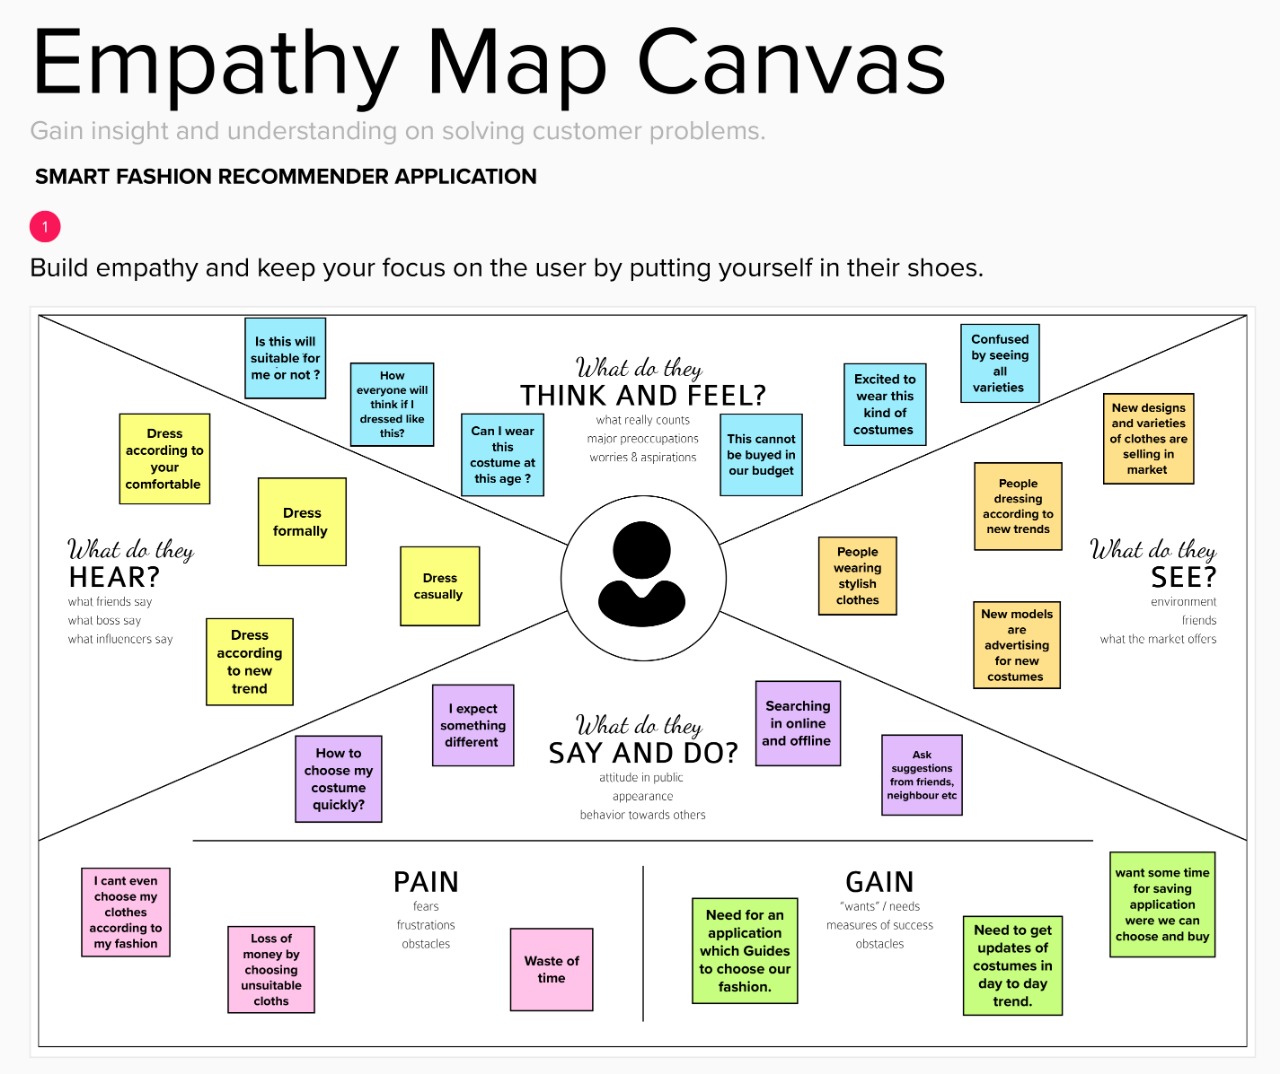 Empathy Map Canvas
Gain insight and understanding on solving customer problems.
SMART FASHION RECOMMENDER APPLICATION
1
Build empathy and keep your focus on the user by putting yourself in their shoes.
What do they
THINK AND FEEL?
what really counts
major preoccupations
worries & aspirations
Is this will
suitable for
me or not ?
How
everyone will
think if I
dressed like
this?
Can I wear
this
costume at
this age ?
This cannot
be buyed in
our budget
Excited to
wear this
kind of
costumes
Confused
by seeing
all
varieties
What do they
HEAR?
what friends say
what boss say
what influencers say
Dress
according to
your
comfortable
Dress
formally
Dress
casually
Dress
according
to new
trend
What do they
SEE?
environment
friends
what the market offers
New designs
and varieties
of clothes are
selling in
market
People
dressing
according to
new trends
People
wearing
stylish
clothes
New models
are
advertising
for new
costumes
What do they
SAY AND DO?
attitude in public
appearance
behavior towards others
I expect
something
different
How to
choose my
costume
quickly?
Searching
in online
and offline
Ask
suggestions
from friends,
neighbour etc
PAIN
fears
frustrations
obstacles
I cant even
choose my
clothes
according to
my fashion
Loss of
money by
choosing
unsuitable
cloths
Waste of
time
GAIN
"wants" / needs
measures of success
obstacles
Need for an
application
which Guides
to choose our
fashion.
Need to get
updates of
costumes in
day to day
trend.
want some time
for saving
application
were we can
choose and buy